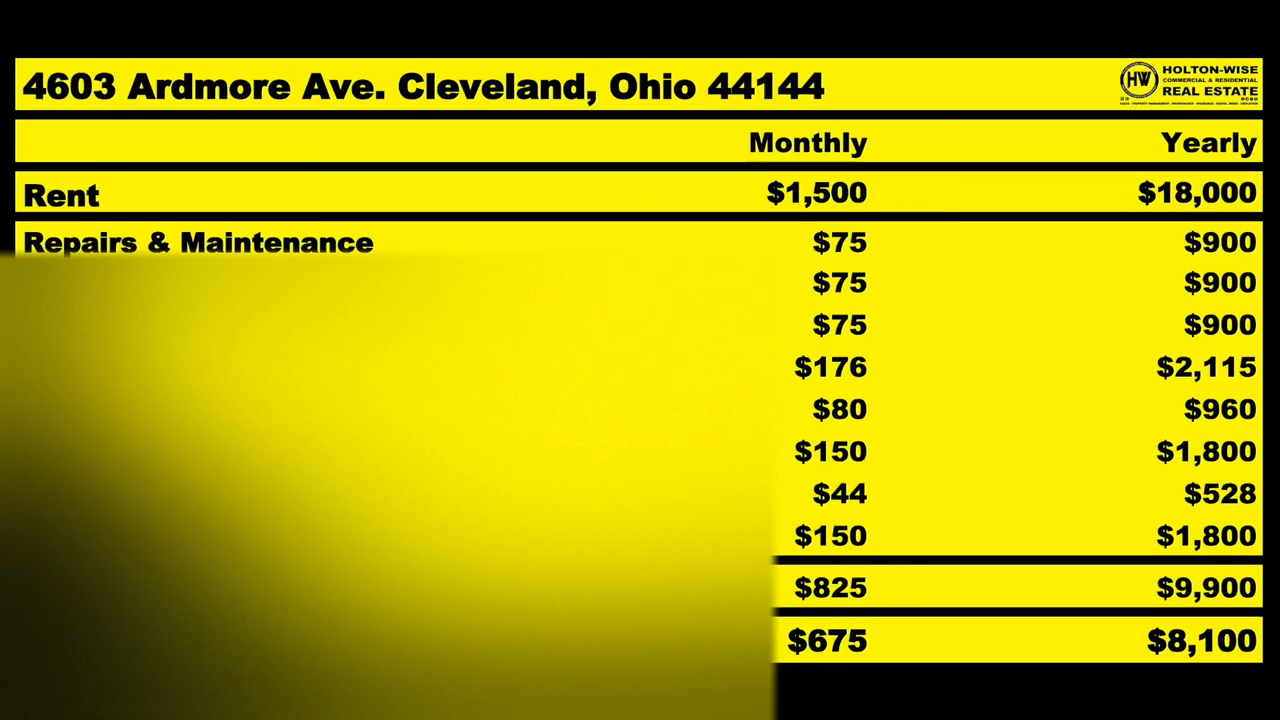 4603 Ardmore Ave. Cleveland, Ohio 44144
HOLTON-WISE
COMMERCIAL & RESIDENTIAL
REAL ESTATE
HW
Monthly Yearly
Rent $1,500 $18,000
Repairs & Maintenance $75 $900
$75 $900
$75 $900
$176 $2,115
$80 $960
$150 $1,800
$44 $528
$150 $1,800
$825 $9,900
$675 $8,100